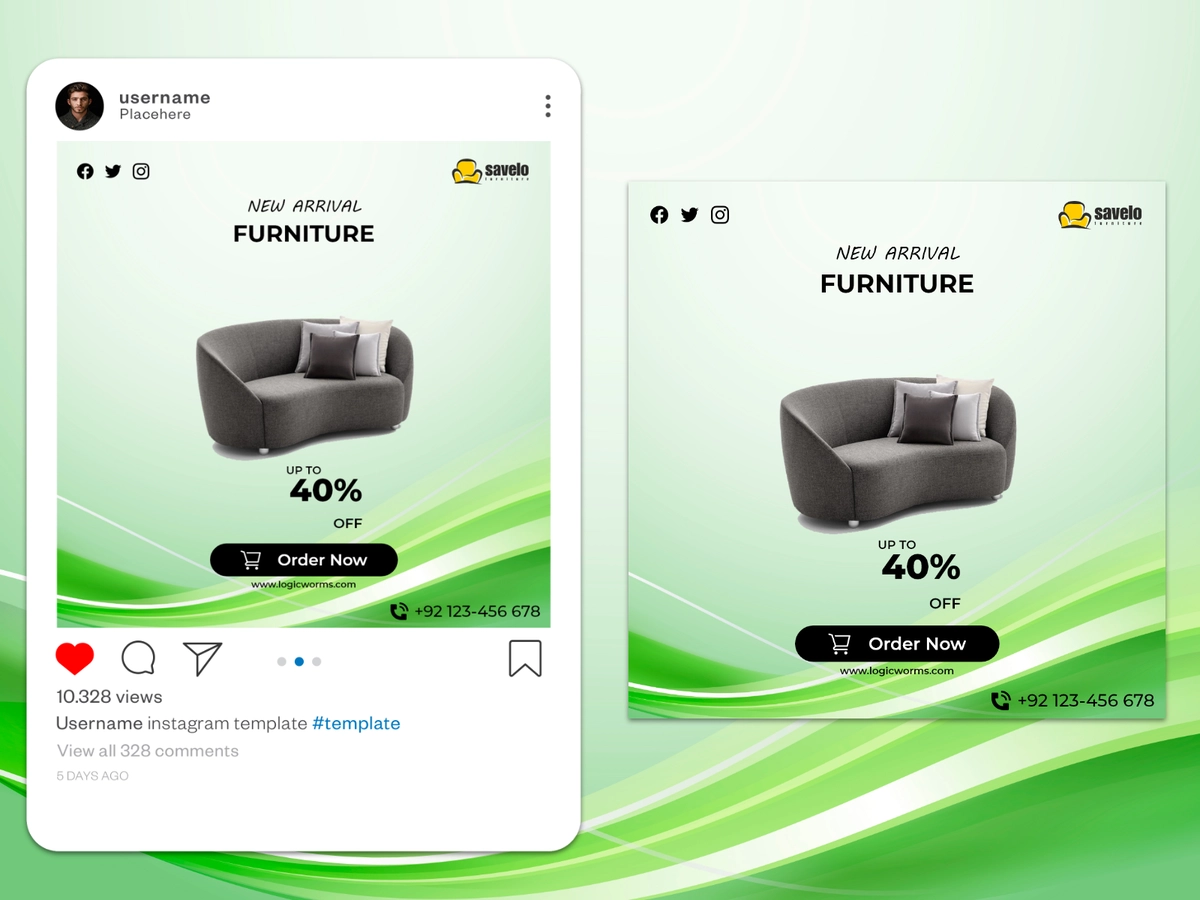 username
Placehere
savelo
furniture
NEW ARRIVAL
FURNITURE
UP TO
40%
OFF
Order Now
www.logicworms.com
+92 123-456 678
10.328 views
Username instagram template #template
View all 328 comments
5 DAYS AGO
savelo
furniture
NEW ARRIVAL
FURNITURE
UP TO
40%
OFF
Order Now
www.logicworms.com
+92 123-456 678